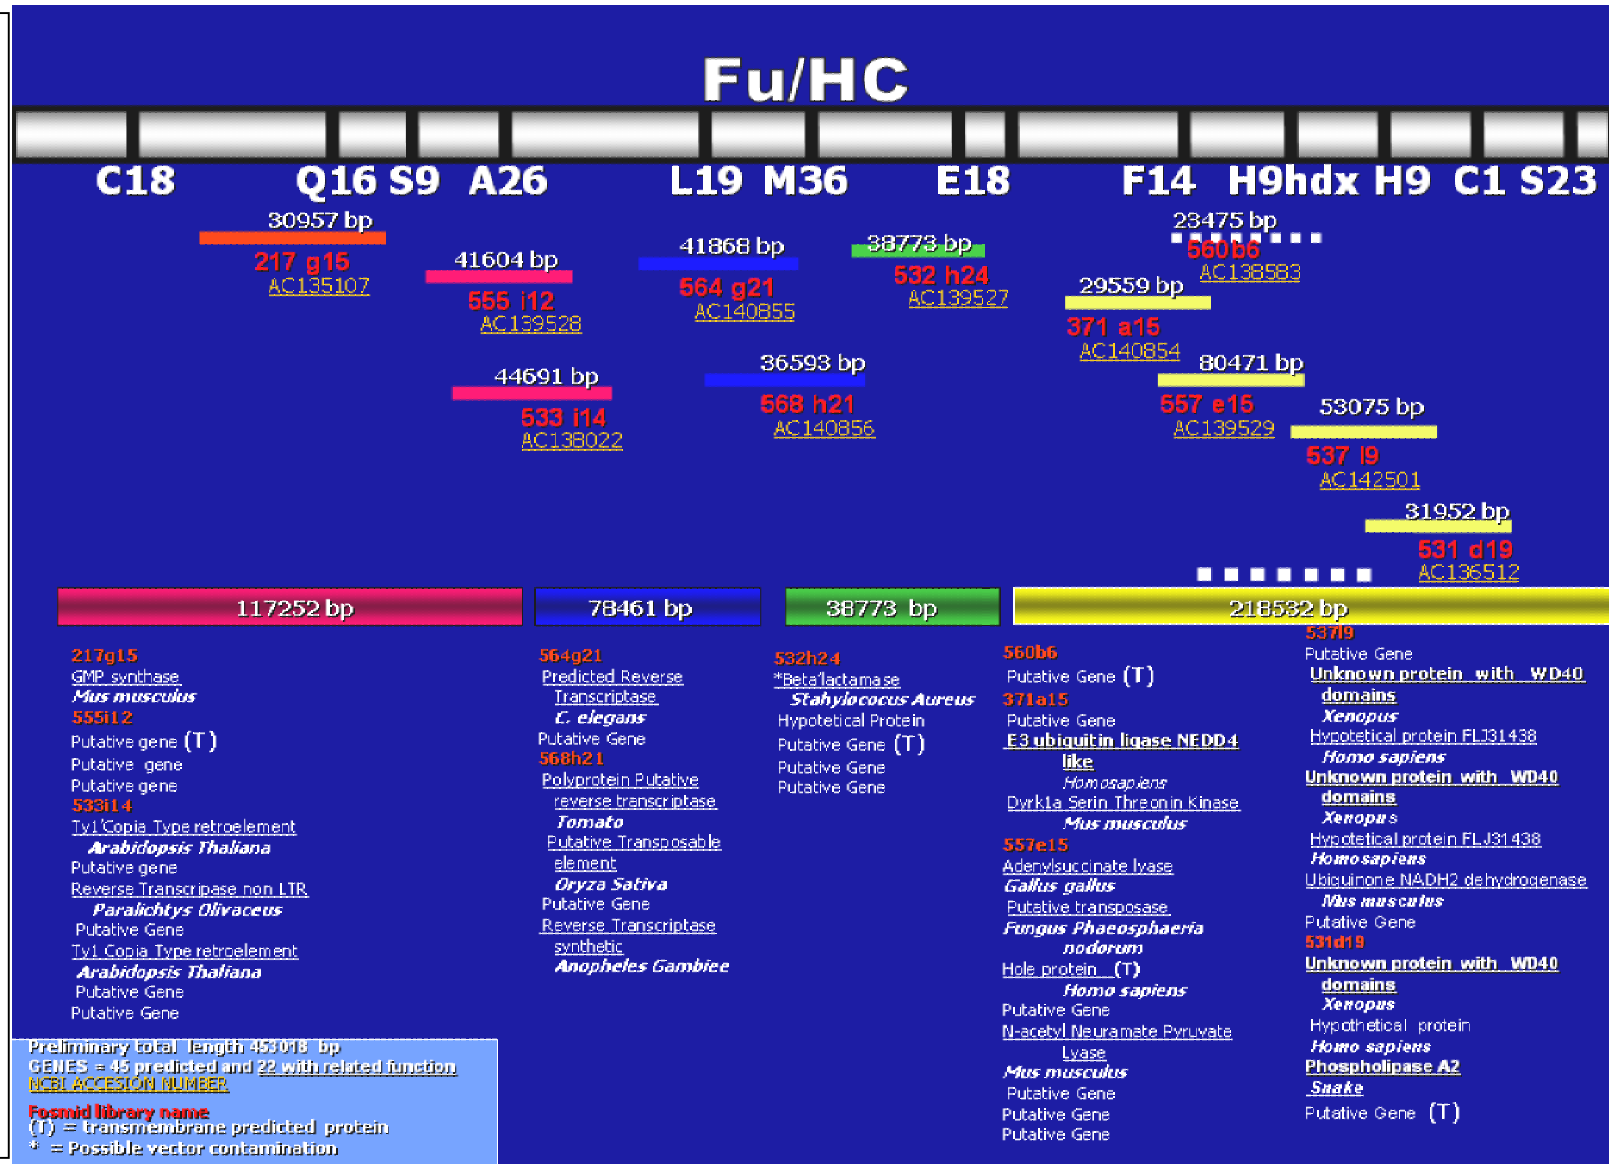 Fu/HC
C18 Q16 S9 A26 L19 M36 E18 F14 H9hdx H9 C1 S23
30957 bp
217 g15
AC135107
41604 bp
555 i12
AC139528
44691 bp
533 i14
AC138022
41868 bp
564 g21
AC140855
36593 bp
568 h21
AC140856
38773 bp
532 h24
AC139527
23475 bp
560b6
AC138583
29559 bp
371 a15
AC140854
80471 bp
557 e15
AC139529
53075 bp
537 l9
AC142501
31952 bp
531 d19
AC136512
117252 bp
78461 bp
38773 bp
218532 bp
217g15
GMP synthase
Mus musculus
555i12
Putative gene (T)
Putative gene
Putative gene
533i14
Ty1'Copia Type retroelement
Arabidopsis Thaliana
Putative gene
Reverse Transcripase non LTR
Paralichtys Olivaceus
Putative Gene
Ty1 Copia Type retroelement
Arabidopsis Thaliana
Putative Gene
Putative Gene
564g21
Predicted Reverse
Transcriptase
C. elegans
Putative Gene
568h21
Polyprotein Putative
reverse transcriptase
Tomato
Putative Transposable
element
Oryza Sativa
Putative Gene
Reverse Transcriptase
synthetic
Anopheles Gambiee
532h24
*Beta'lactamase
Stahylococus Aureus
Hypotetical Protein
Putative Gene (T)
Putative Gene
Putative Gene
560b6
Putative Gene (T)
371a15
Putative Gene
E3 ubiquitin ligase NEDD4
like
Homosapiens
Dyrk1a Serin Threonin Kinase
Mus musculus
557e15
Adenylsuccinate lyase
Gallus gallus
Putative transposase
Fungus Phaeosphaeria
nodorum
Hole protein (T)
Homo sapiens
Putative Gene
N-acetyl Neuramate Pyruvate
Lyase
Mus musculus
Putative Gene
Putative Gene
Putative Gene
537l9
Putative Gene
Unknown protein with WD40
domains
Xenopus
Hypotetical protein FLJ31438
Homo sapiens
Unknown protein with WD40
domains
Xenopus
Hypotetical protein FLJ31438
Homosapiens
Ubiquinone NADH2 dehydrogenase
Mus musculus
Putative Gene
531d19
Unknown protein with WD40
domains
Xenopus
Hypothetical protein
Homo sapiens
Phospholipase A2
Snake
Putative Gene (T)
Preliminary total length 453018 bp
GENES = 45 predicted and 22 with related function
NCBI ACCESION NUMBER
Fosmid library name
(T) = transmembrane predicted protein
* = Possible vector contamination